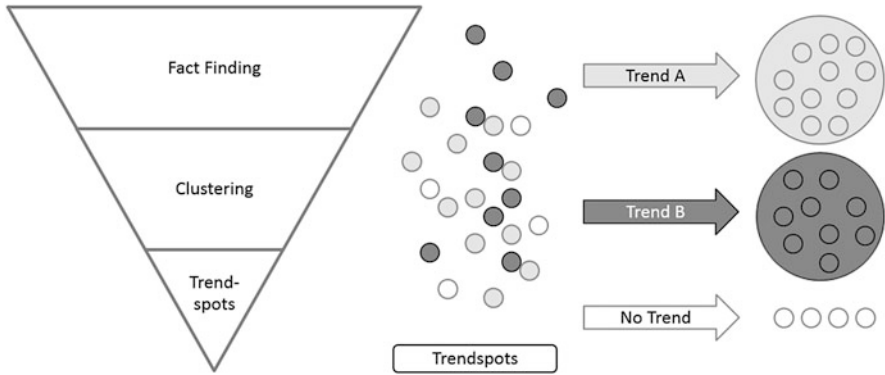 Fact Finding
Clustering
Trend-
spots
Trendspots
Trend A
Trend B
No Trend